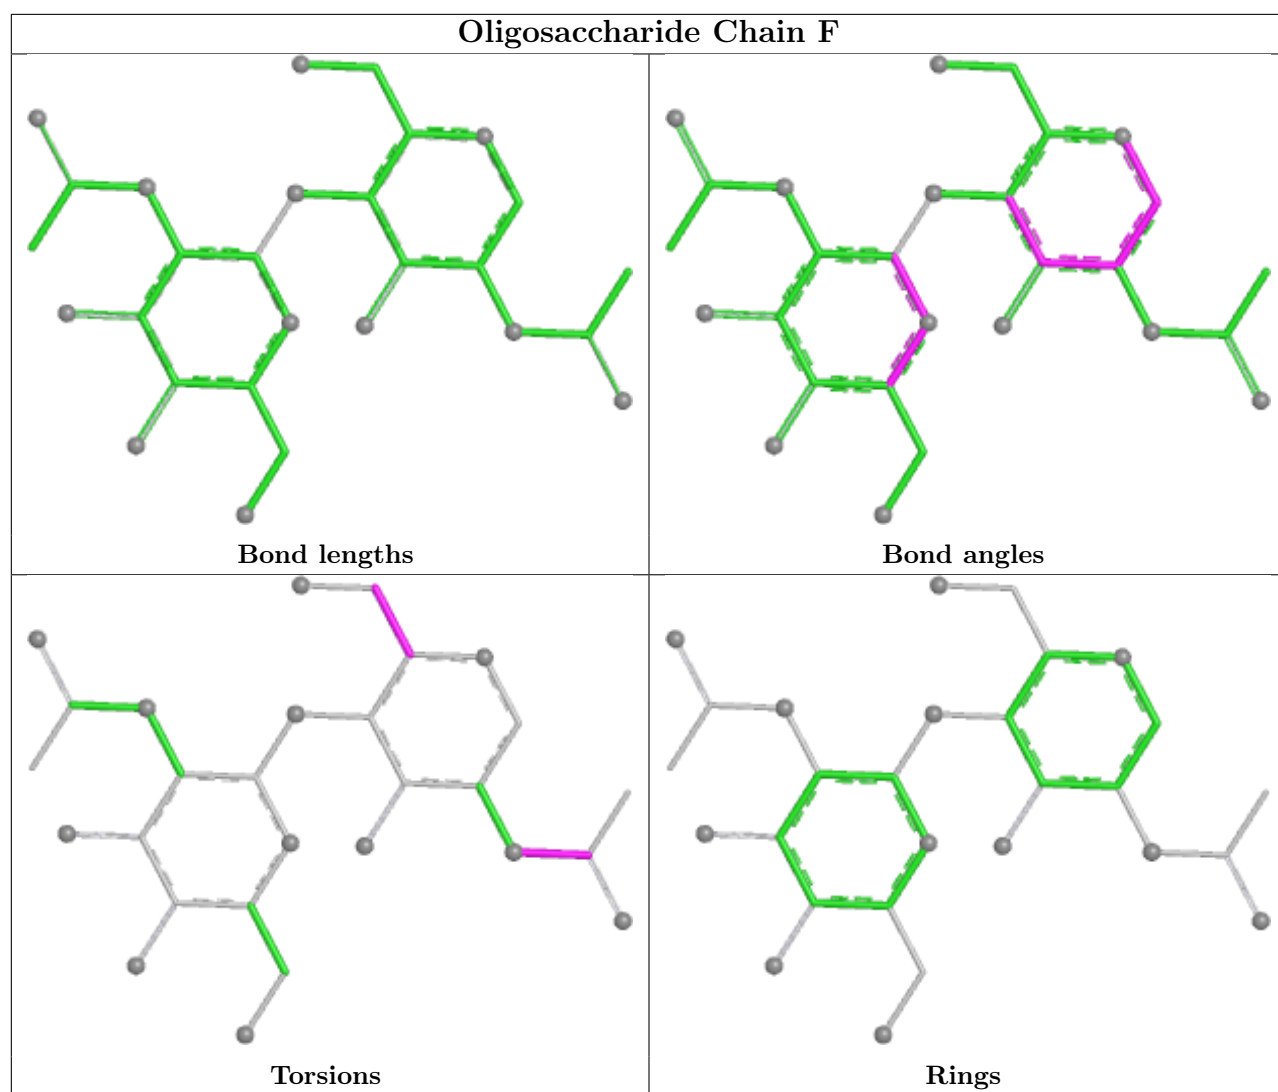 Oligosaccharide Chain F
Bond lengths
Bond angles
Torsions
Rings